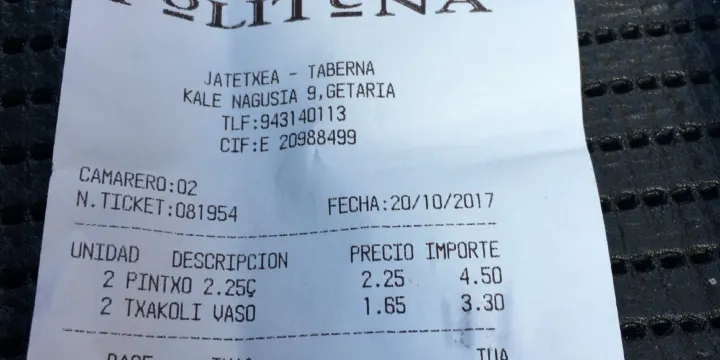 POLITENA
JATETXEA - TABERNA
KALE NAGUSIA 9,GETARIA
TLF:943140113
CIF:E 20988499
CAMARERO:02
N.TICKET:081954 FECHA:20/10/2017
UNIDAD DESCRIPCION PRECIO IMPORTE
2 PINTXO 2.25Ç 2.25 4.50
2 TXAKOLI VASO 1.65 3.30